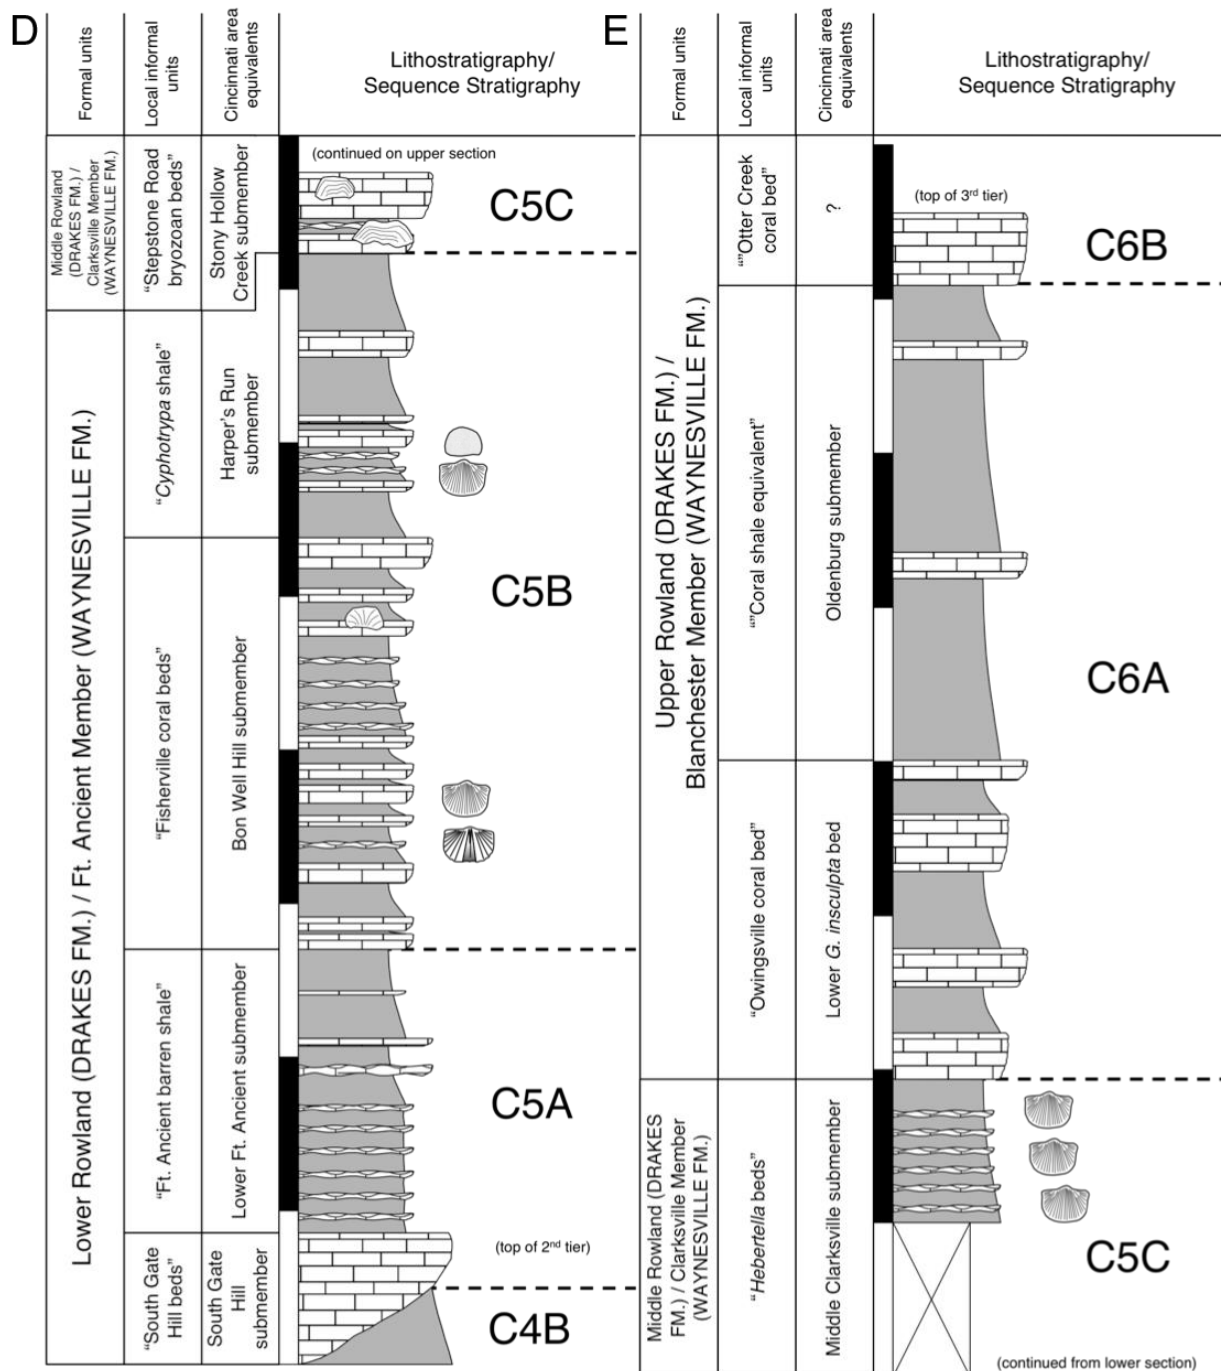 D
Formal units
Local informal
units
Cincinnati area
equivalents
Lithostratigraphy/
Sequence Stratigraphy
Middle Rowland
(DRAKES FM.) /
Clarksville Member
(WAYNESVILLE FM.)
“Stepstone Road
bryozoan beds”
Stony Hollow
Creek submember
(continued on upper section
C5C
Lower Rowland (DRAKES FM.) / Ft. Ancient Member (WAYNESVILLE FM.)
“Cyphotrypa shale”
Harper's Run
submember
C5B
“Fisherville coral beds”
Bon Well Hill submember
“Ft. Ancient barren shale”
Lower Ft. Ancient submember
C5A
“South Gate
Hill beds”
South Gate
Hill
submember
(top of 2nd tier)
C4B
E
Formal units
Local informal
units
Cincinnati area
equivalents
Lithostratigraphy/
Sequence Stratigraphy
Upper Rowland (DRAKES FM.) /
Blanchester Member (WAYNESVILLE FM.)
“"Otter Creek
coral bed”
?
(top of 3rd tier)
C6B
“"Coral shale equivalent”
Oldenburg submember
C6A
“Owingsville coral bed”
Lower G. insculpta bed
Middle Rowland (DRAKES
FM.) / Clarksville Member
(WAYNESVILLE FM.)
“Hebertella beds”
Middle Clarksville submember
C5C
(continued from lower section)